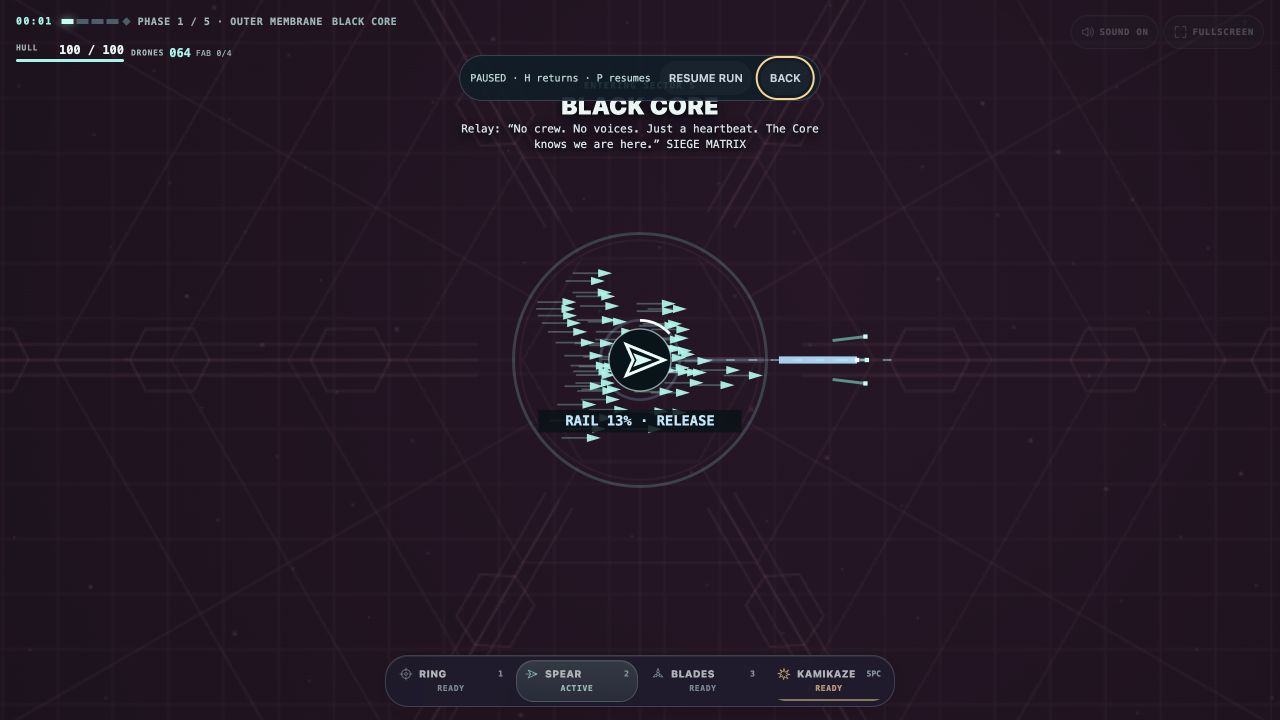 00:01 PHASE 1 / 5 · OUTER MEMBRANE BLACK CORE
HULL 100 / 100 DRONES 064 FAB 0/4
SOUND ON FULLSCREEN
PAUSED · H returns · P resumes RESUME RUN BACK
ENTERING SECTOR 5
BLACK CORE
Relay: “No crew. No voices. Just a heartbeat. The Core
knows we are here.” SIEGE MATRIX
RAIL 13% · RELEASE
RING 1
READY
SPEAR 2
ACTIVE
BLADES 3
READY
KAMIKAZE SPC
READY